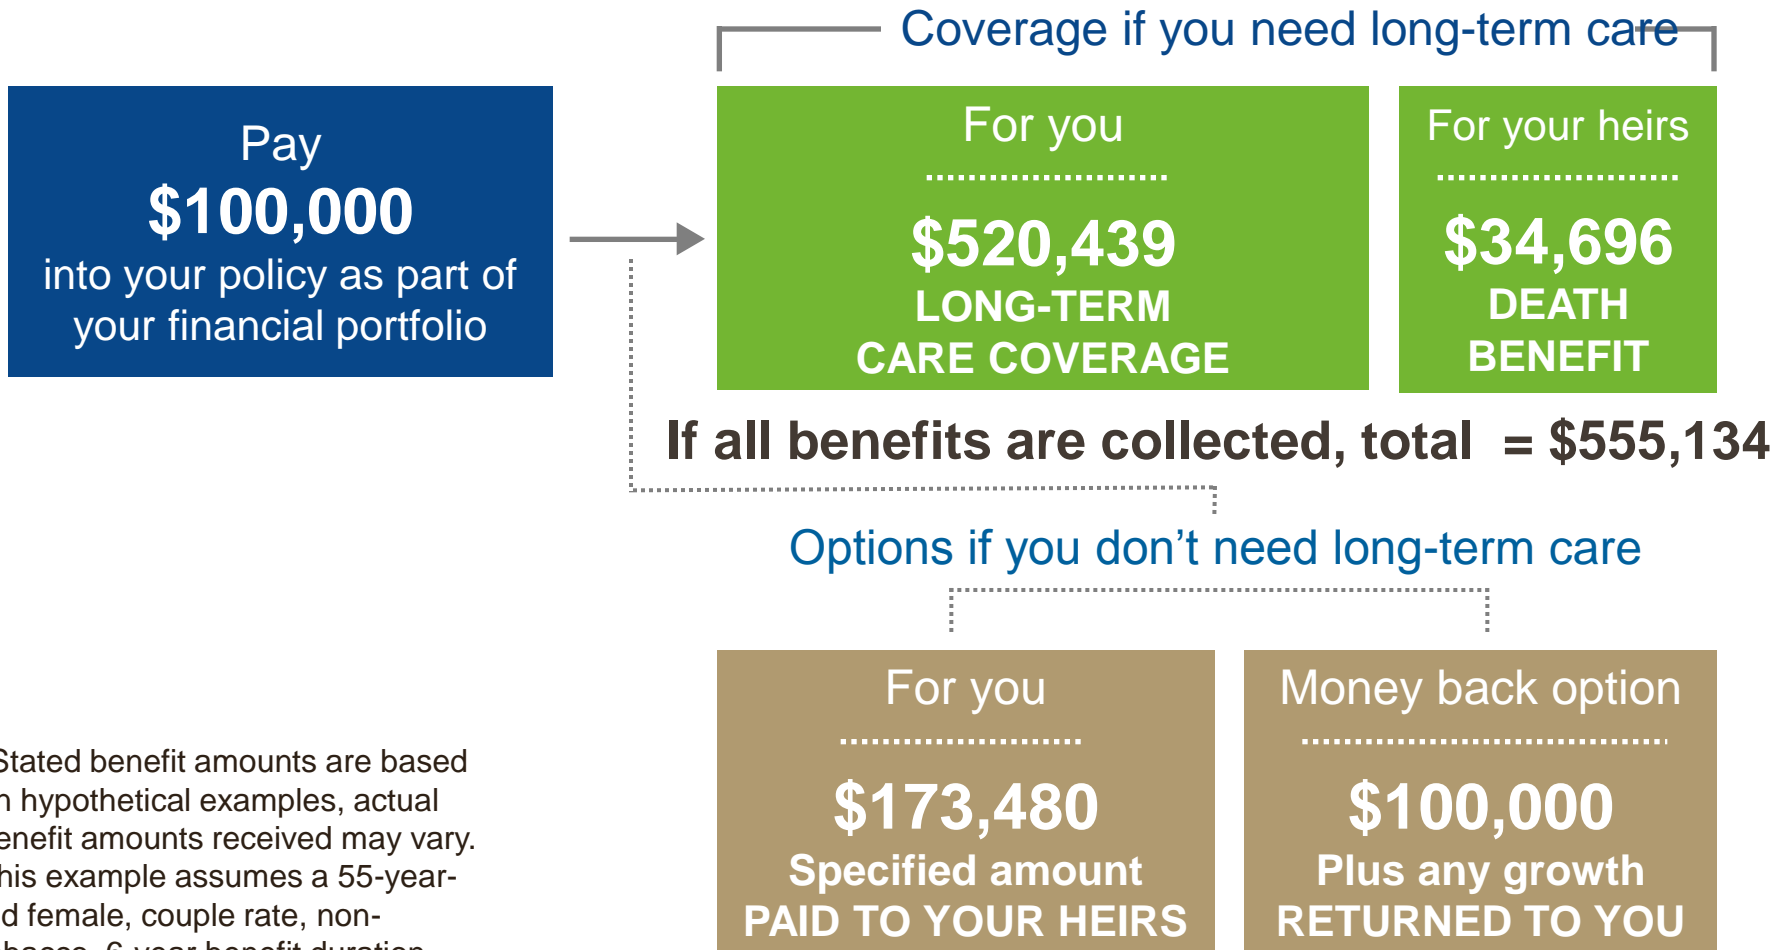 Coverage if you need long-term care
Pay
$100,000
into your policy as part of
your financial portfolio
For you
$520,439
LONG-TERM
CARE COVERAGE
For your heirs
$34,696
DEATH
BENEFIT
If all benefits are collected, total = $555,134
Options if you don’t need long-term care
For you
$173,480
Specified amount
PAID TO YOUR HEIRS
Money back option
$100,000
Plus any growth
RETURNED TO YOU
Stated benefit amounts are based
hypothetical examples, actual
amounts received may vary.
example assumes a 55-year-
female, couple rate, non-
6-year benefit duration